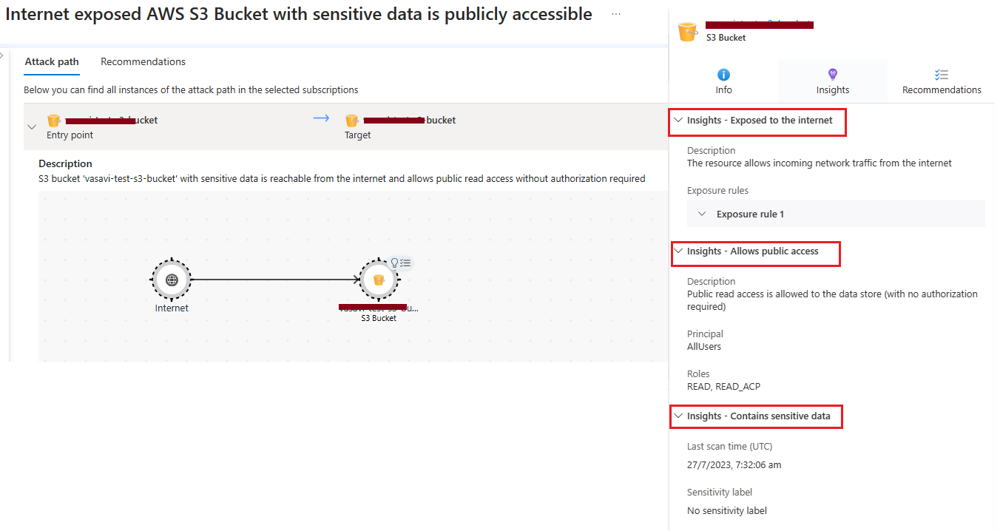 Internet exposed AWS S3 Bucket with sensitive data is publicly accessible ...
Attack path Recommendations
Below you can find all instances of the attack path in the selected subscriptions
bucket
Entry point
bucket
Target
Description
S3 bucket 'vasavi-test-s3-bucket' with sensitive data is reachable from the internet and allows public read access without authorization required
Internet
S3 Bucket
S3 Bucket
Info
Insights
Recommendations
Insights - Exposed to the internet
Description
The resource allows incoming network traffic from the internet
Exposure rules
Exposure rule 1
Insights - Allows public access
Description
Public read access is allowed to the data store (with no authorization
required)
Principal
AllUsers
Roles
READ, READ_ACP
Insights - Contains sensitive data
Last scan time (UTC)
27/7/2023, 7:32:06 am
Sensitivity label
No sensitivity label